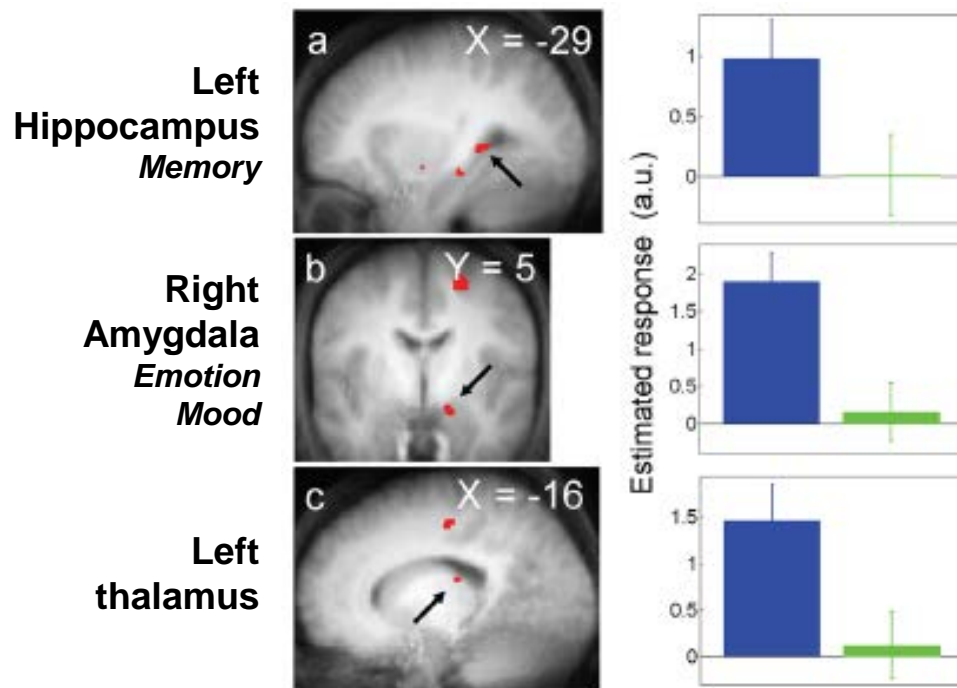 Left
Hippocampus
Memory
a
X = -29
1
0.5
0
Right
Amygdala
Emotion
Mood
b
Y = 5
Estimated response (a.u.)
2
1.5
1
0.5
0
Left
thalamus
c
X = -16
1.5
1
0.5
0